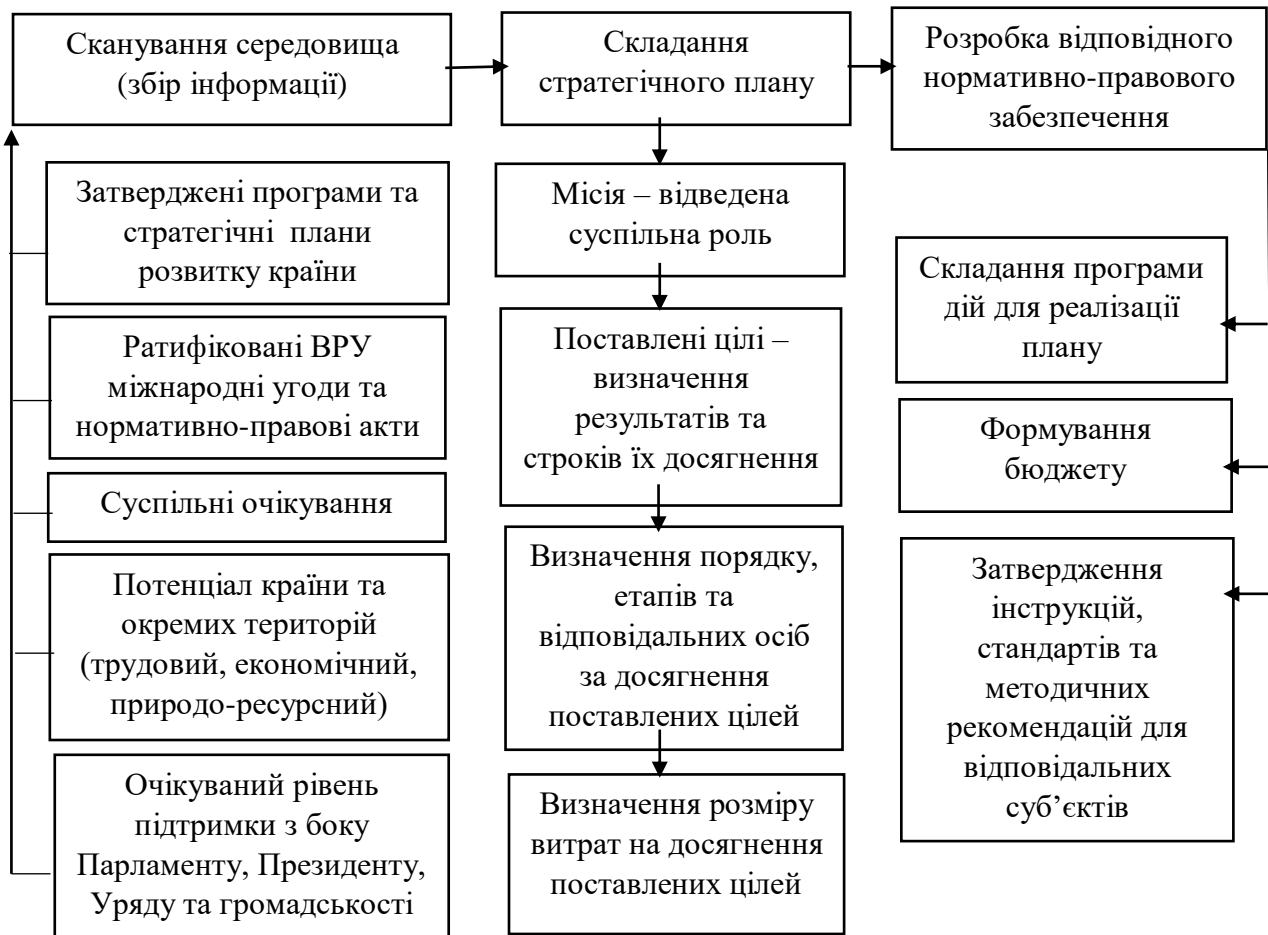 Сканування середовища
(збір інформації)
Складання
стратегічного плану
Розробка відповідного
нормативно-правового
забезпечення
Затверджені програми та
стратегічні плани
розвитку країни
Ратифіковані ВРУ
міжнародні угоди та
нормативно-правові акти
Суспільні очікування
Потенціал країни та
окремих територій
(трудовий, економічний,
природо-ресурсний)
Очікуваний рівень
підтримки з боку
Парламенту, Президенту,
Уряду та громадськості
Місія – відведена
суспільна роль
Поставлені цілі –
визначення
результатів та
строків їх досягнення
Визначення порядку,
етапів та
відповідальних осіб
за досягнення
поставлених цілей
Визначення розміру
витрат на досягнення
поставлених цілей
Складання програми
дій для реалізації
плану
Формування
бюджету
Затвердження
інструкцій,
стандартів та
методичних
рекомендацій для
відповідальних
суб’єктів